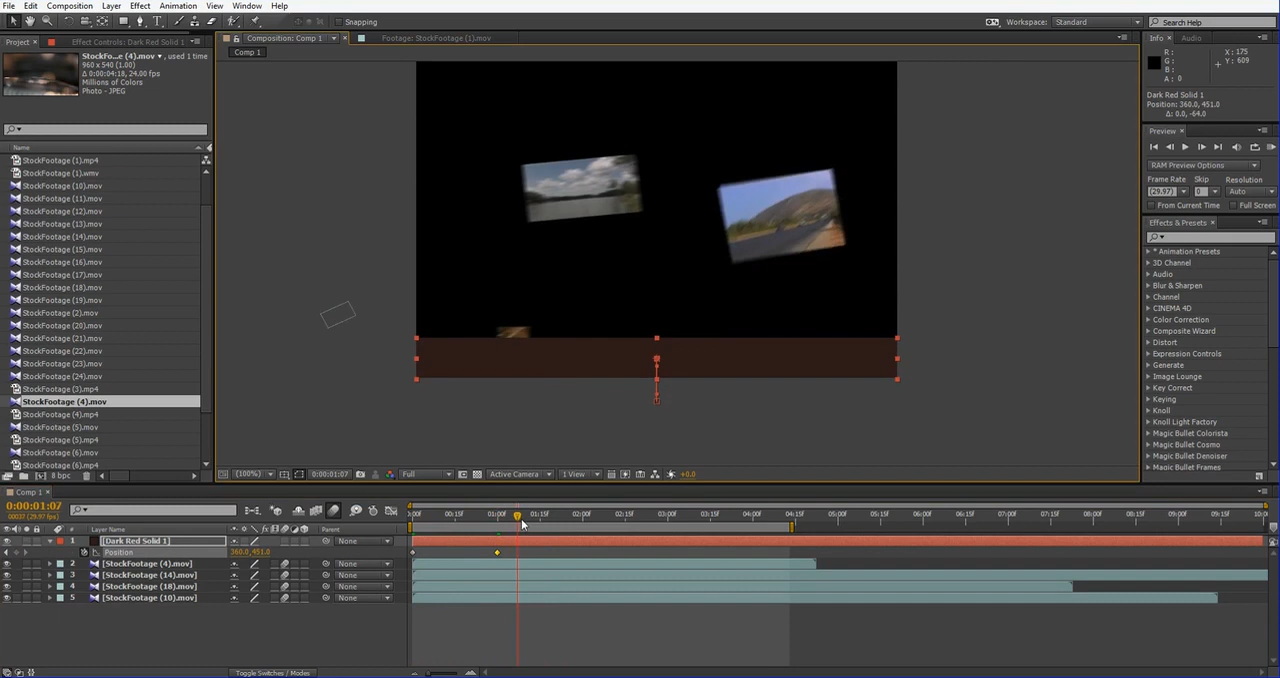 File Edit Composition Layer Effect Animation View Window Help
Snapping
Workspace: Standard
Search Help
Project Effect Controls: Dark Red Solid 1
Composition: Comp 1 Footage: StockFootage (1).mov
Info Audio
Comp 1
StockFo...e (4).mov , used 1 time
960 x 540 (1.00)
Δ 0:00:04:18, 24.00 fps
Millions of Colors
Photo - JPEG
R :
G :
B :
A : 0
X : 175
Y : 609
Dark Red Solid 1
Position: 360.0, 451.0
Δ: 0.0, -64.0
Preview
RAM Preview Options
Frame Rate Skip Resolution
(29.97) 0 Auto
From Current Time Full Screen
Effects & Presets
* Animation Presets
3D Channel
Audio
Blur & Sharpen
Channel
CINEMA 4D
Color Correction
Composite Wizard
Distort
Expression Controls
Generate
Image Lounge
Key Correct
Keying
Knoll
Knoll Light Factory
Magic Bullet Colorista
Magic Bullet Cosmo
Magic Bullet Denoiser
Magic Bullet Frames
Name
StockFootage (1).mp4
StockFootage (1).wmv
StockFootage (10).mov
StockFootage (11).mov
StockFootage (12).mov
StockFootage (13).mov
StockFootage (14).mov
StockFootage (15).mov
StockFootage (16).mov
StockFootage (17).mov
StockFootage (18).mov
StockFootage (19).mov
StockFootage (2).mov
StockFootage (20).mov
StockFootage (21).mov
StockFootage (22).mov
StockFootage (23).mov
StockFootage (24).mov
StockFootage (3).mp4
StockFootage (4).mov
StockFootage (4).mp4
StockFootage (5).mov
StockFootage (5).mp4
StockFootage (6).mov
StockFootage (6).mp4
8 bpc
(100%) 0:00:01:07 Full Active Camera 1 View +0.0
Comp 1
0:00:01:07
00037 (29.97 fps)
:00f 00:15f 01:00f 01:15f 02:00f 02:15f 03:00f 03:15f 04:00f 04:15f 05:00f 05:15f 06:00f 06:15f 07:00f 07:15f 08:00f 08:15f 09:00f 09:15f 10:0
# Layer Name Parent
1 [Dark Red Solid 1] None
Position 360.0, 451.0
2 [StockFootage (4).mov] None
3 [StockFootage (14).mov] None
4 [StockFootage (18).mov] None
5 [StockFootage (10).mov] None
Toggle Switches / Modes